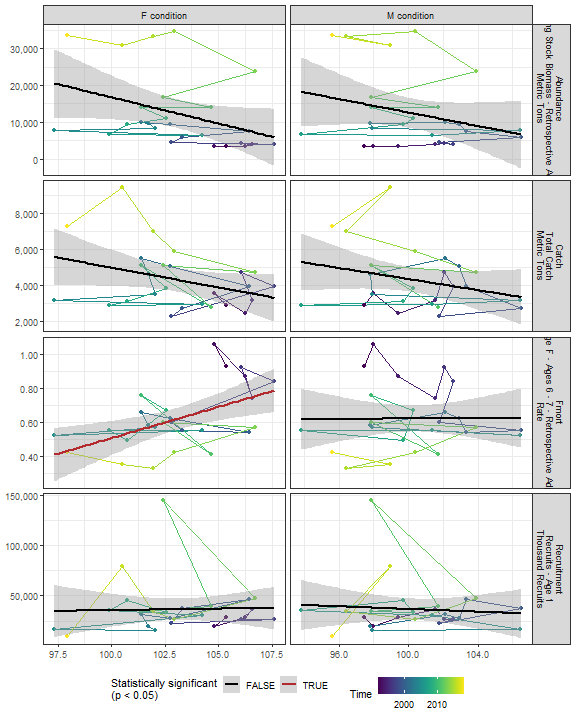 F condition
M condition
30,000
20,000
10,000
0
Abundance
Stock Biomass - Retrospective
Metric Tons
8,000
6,000
4,000
2,000
Catch
Total Catch
Metric Tons
1.00
0.80
0.60
0.40
Fmort
F - Ages 6 - 7 - Retrospective
Rate
150,000
100,000
50,000
Recruitment
Recruits - Age 1
Thousand Recruits
97.5 100.0 102.5 105.0 107.5
96.0 100.0 104.0
Statistically significant
(p < 0.05)
FALSE TRUE
Time
2000 2010